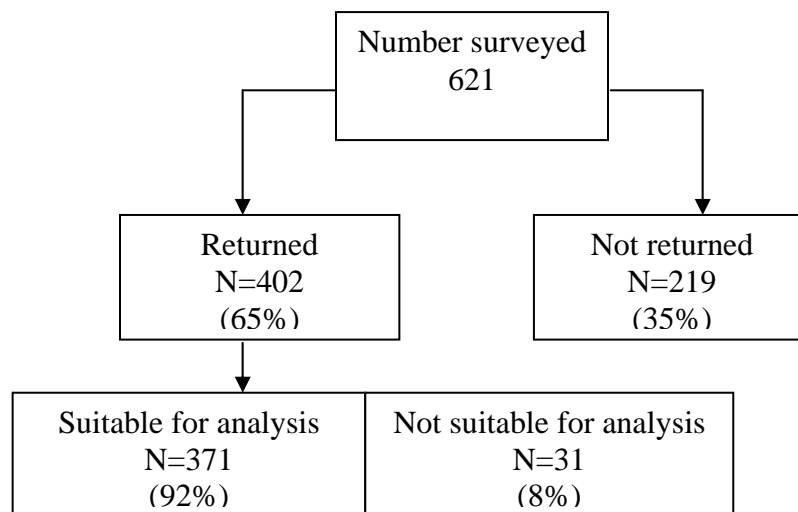 Number surveyed
621
Returned
N=402
(65%)
Not returned
N=219
(35%)
Suitable for analysis
N=371
(92%)
Not suitable for analysis
N=31
(8%)